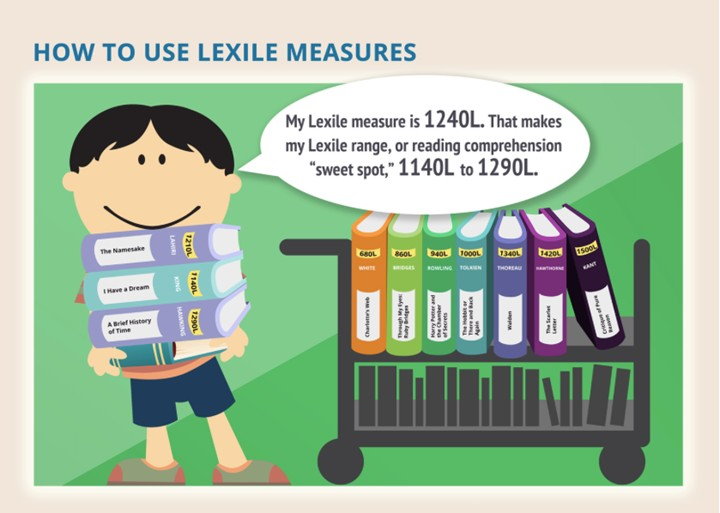 HOW TO USE LEXILE MEASURES
My Lexile measure is 1240L. That makes
my Lexile range, or reading comprehension
“sweet spot,” 1140L to 1290L.
The Namesake
LAHIRI
1210L
I Have a Dream
KING
1140L
A Brief History
of Time
HAWKING
1290L
680L
WHITE
Charlotte's Web
860L
BRIDGES
Through My Eyes:
Ruby Bridges
940L
ROWLING
Harry Potter and
the Chamber
of Secrets
1000L
TOLKIEN
The Hobbit or
There and Back
Again
1340L
THOREAU
Walden
1420L
HAWTHORNE
The Scarlet
Letter
1500L
KANT
Critique of Pure
Reason